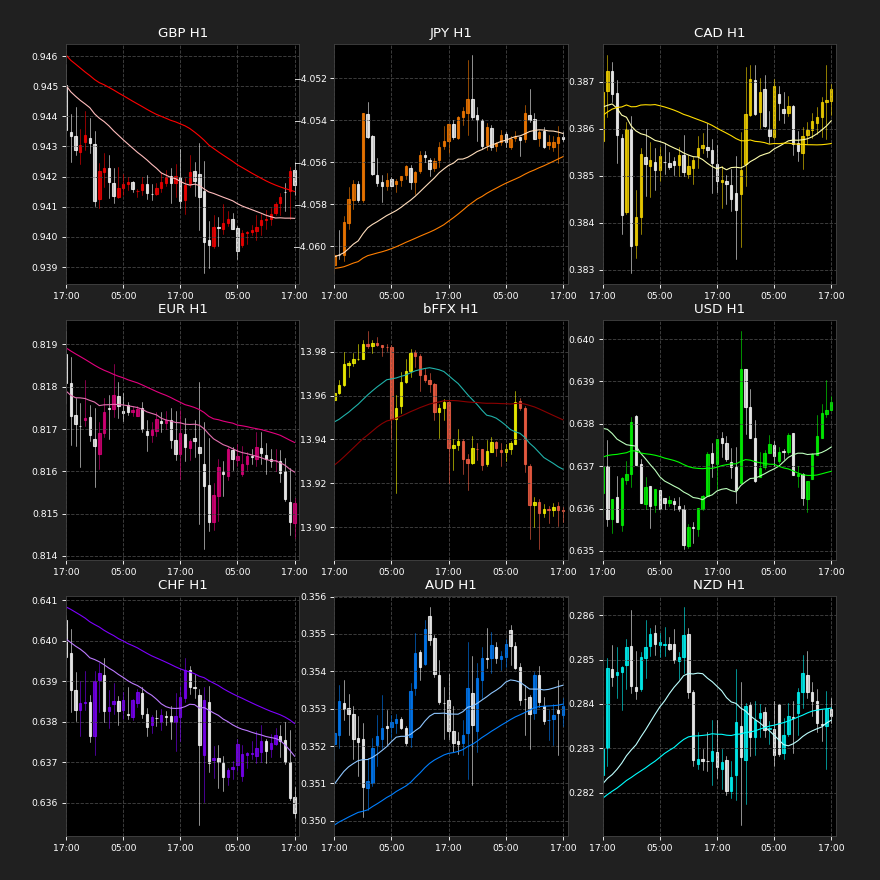 GBP H1
0.946
0.945
0.944
0.943
0.942
0.941
0.940
0.939
17:00 05:00 17:00 05:00 17:00
JPY H1
−4.052
−4.054
−4.056
−4.058
−4.060
17:00 05:00 17:00 05:00 17:00
CAD H1
0.387
0.386
0.385
0.384
0.383
17:00 05:00 17:00 05:00 17:00
EUR H1
0.819
0.818
0.817
0.816
0.815
0.814
17:00 05:00 17:00 05:00 17:00
bFFX H1
13.98
13.96
13.94
13.92
13.90
17:00 05:00 17:00 05:00 17:00
USD H1
0.640
0.639
0.638
0.637
0.636
0.635
17:00 05:00 17:00 05:00 17:00
CHF H1
0.641
0.640
0.639
0.638
0.637
0.636
17:00 05:00 17:00 05:00 17:00
AUD H1
0.356
0.355
0.354
0.353
0.352
0.351
0.350
17:00 05:00 17:00 05:00 17:00
NZD H1
0.286
0.285
0.284
0.283
0.282
17:00 05:00 17:00 05:00 17:00